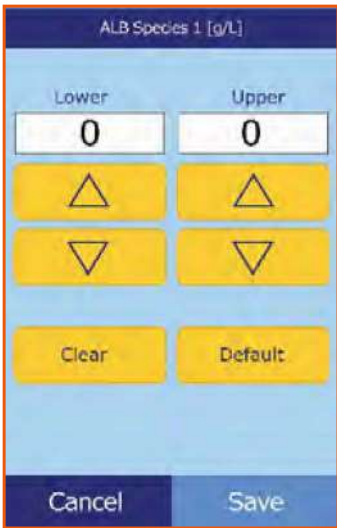 ALB Species 1 [g/L]
Lower Upper
0 0
Clear Default
Cancel Save